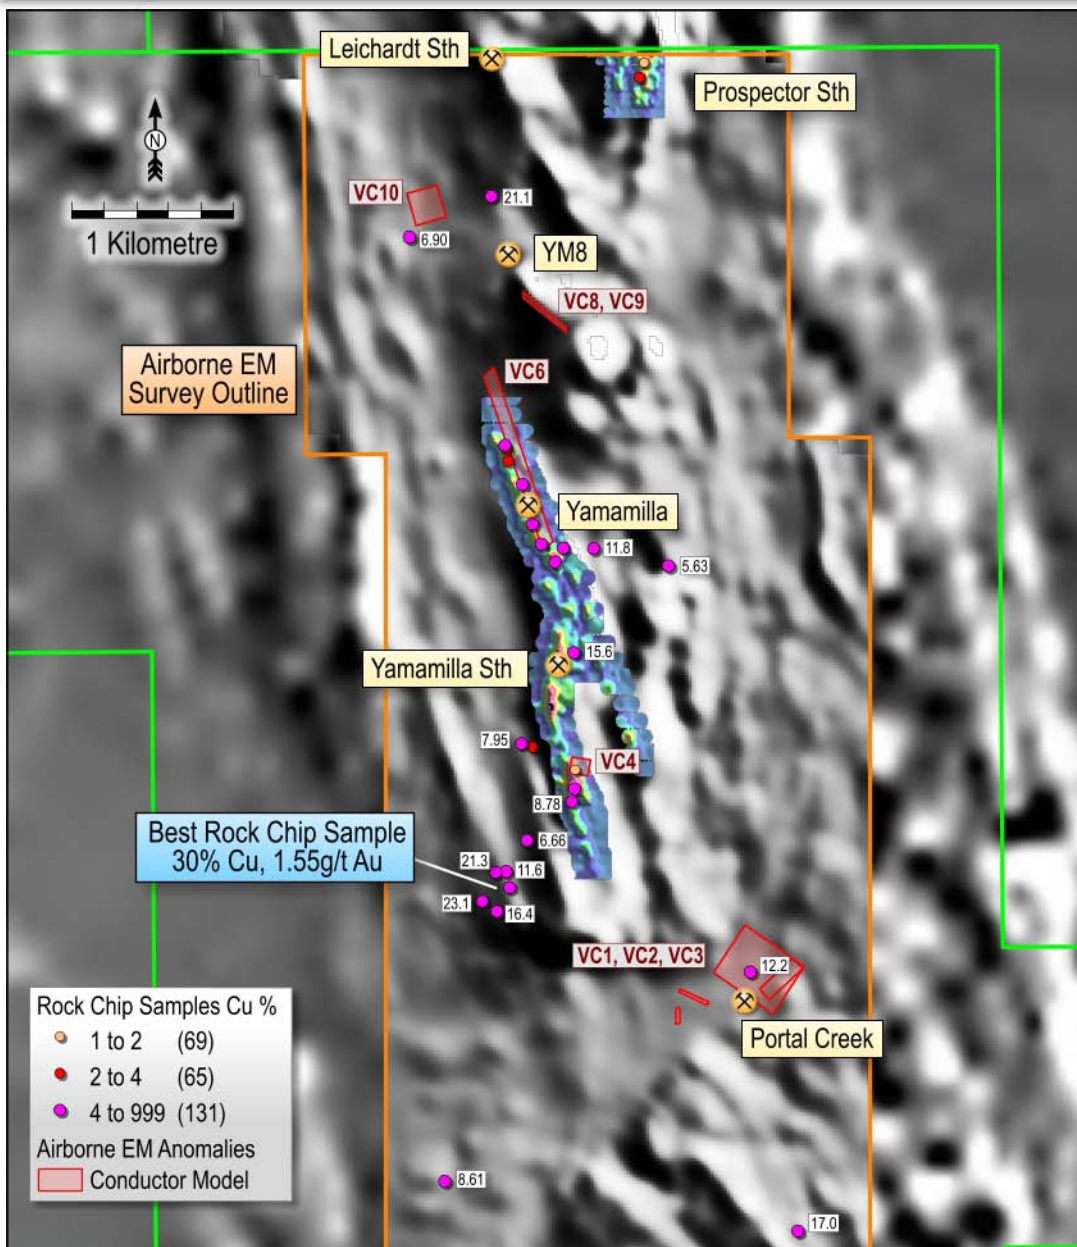 Leichardt Sth
Prospector Sth
N
1 Kilometre
VC10
21.1
6.90
YM8
VC8, VC9
Airborne EM
Survey Outline
VC6
Yamamilla
11.8
5.63
15.6
Yamamilla Sth
7.95
VC4
8.78
Best Rock Chip Sample
30% Cu, 1.55g/t Au
6.66
21.3
11.6
23.1
16.4
VC1, VC2, VC3
12.2
Portal Creek
Rock Chip Samples Cu %
1 to 2 (69)
2 to 4 (65)
4 to 999 (131)
Airborne EM Anomalies
Conductor Model
8.61
17.0